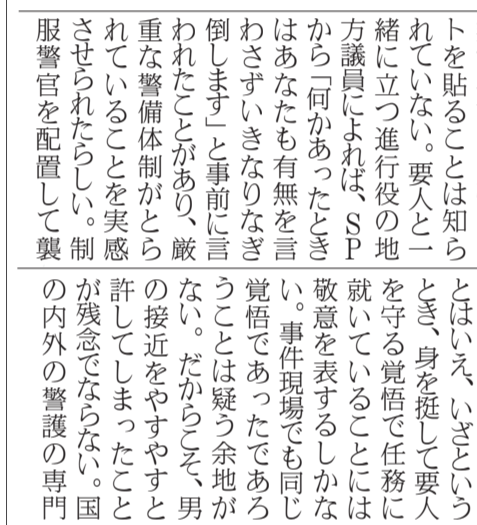 トを貼ることは知ら
れていない。要人と一
緒に立つ進行役の地
方議員によれば、SP
から「何かあったとき
はあなたも有無を言
わさずいきなりなぎ
倒します」と事前に言
われたことがあり、厳
重な警備体制がとら
れていることを実感
させられたらしい。制
服警官を配置して襲
とはいえ、いざという
とき、身を挺して要人
を守る覚悟で任務に
就いていることには
敬意を表するしかな
い。事件現場でも同じ
覚悟であったであろ
うことは疑う余地が
ない。だからこそ、男
の接近をやすやすと
許してしまったこと
が残念でならない。国
の内外の警護の専門